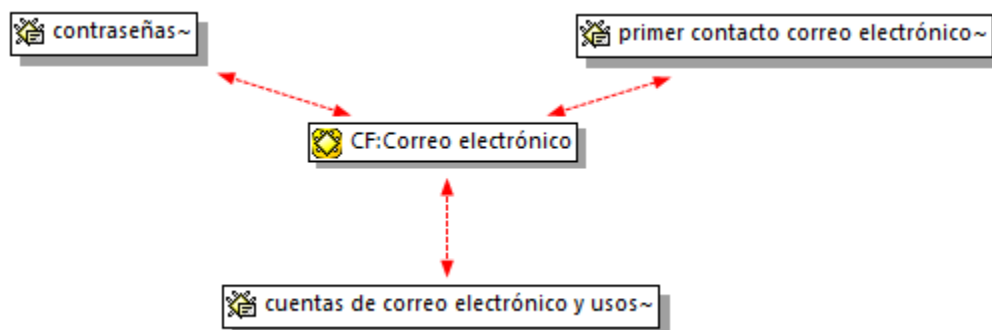 contraseñas~
primer contacto correo electrónico~
CF:Correo electrónico
cuentas de correo electrónico y usos~